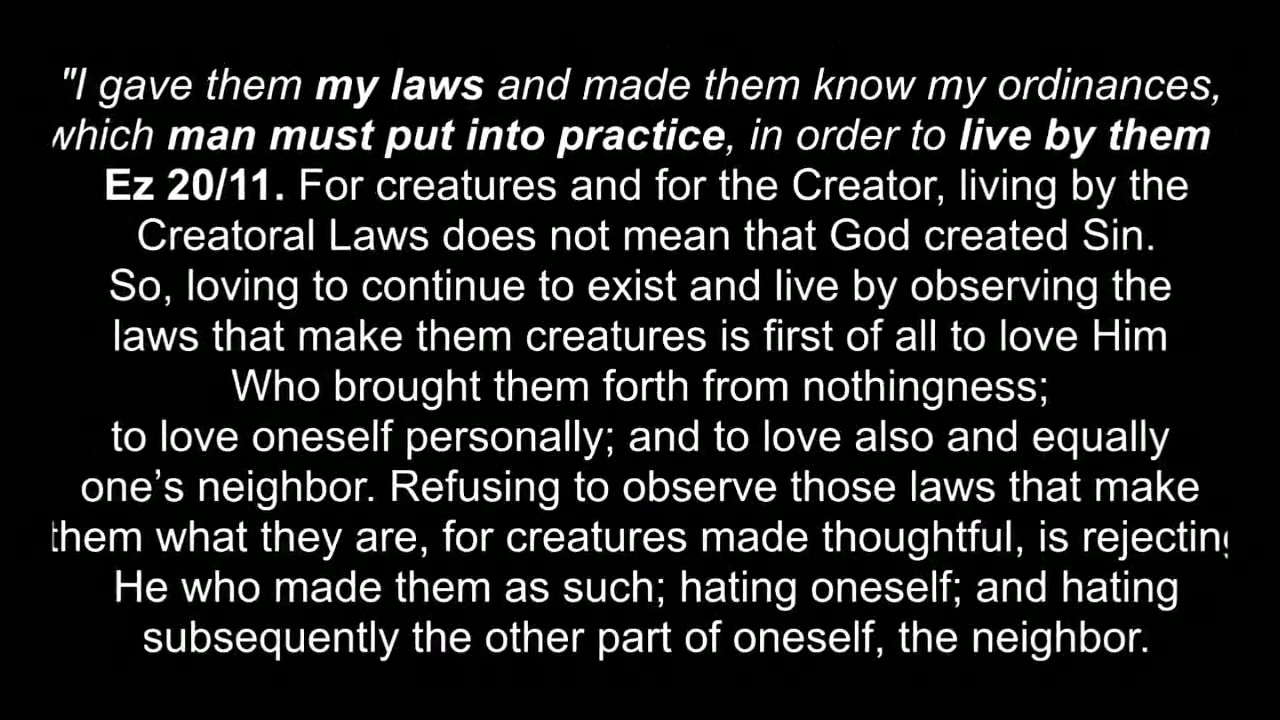 "I gave them my laws and made them know my ordinances,
which man must put into practice, in order to live by them
Ez 20/11. For creatures and for the Creator, living by the
Creatoral Laws does not mean that God created Sin.
So, loving to continue to exist and live by observing the
laws that make them creatures is first of all to love Him
Who brought them forth from nothingness;
to love oneself personally; and to love also and equally
one’s neighbor. Refusing to observe those laws that make
them what they are, for creatures made thoughtful, is rejecting
He who made them as such; hating oneself; and hating
subsequently the other part of oneself, the neighbor.